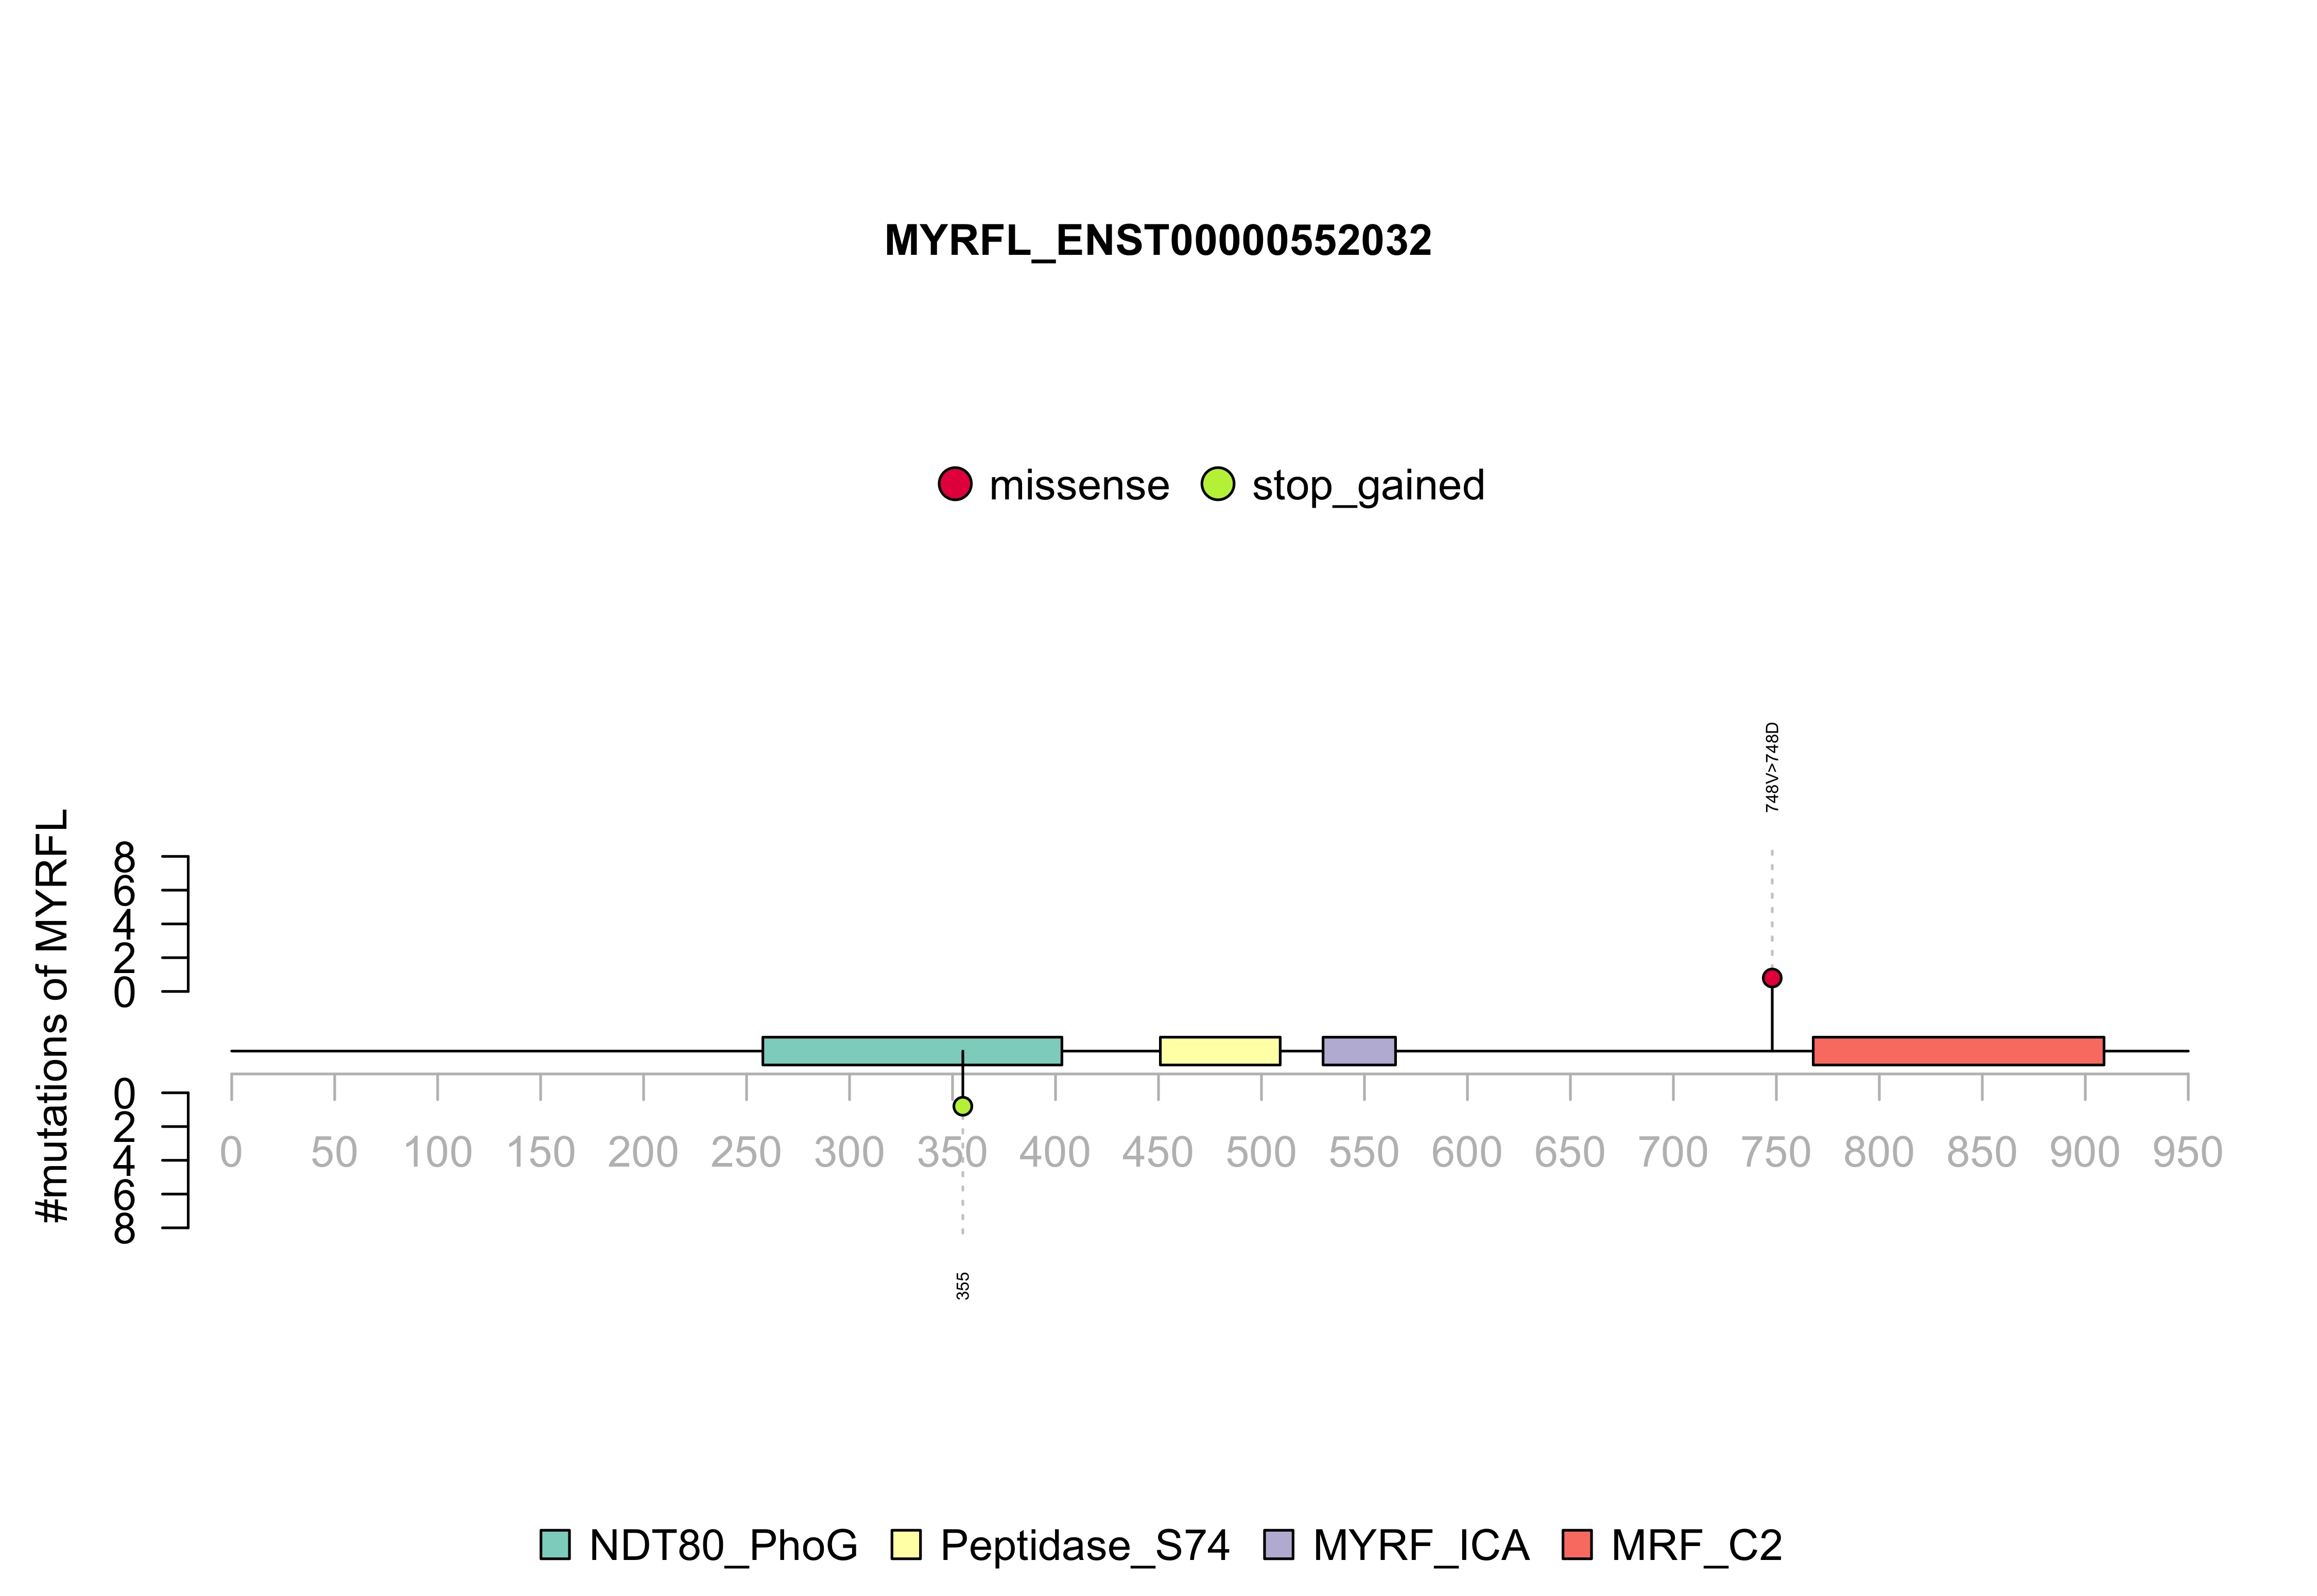 MYRFL_ENST00000552032
missense stop_gained
748V>748D
#mutations of MYRFL
8
6
4
2
0
0
2
4
6
8
0 50 100 150 200 250 300 350 400 450 500 550 600 650 700 750 800 850 900 950
355
NDT80_PhoG Peptidase_S74 MYRF_ICA MRF_C2